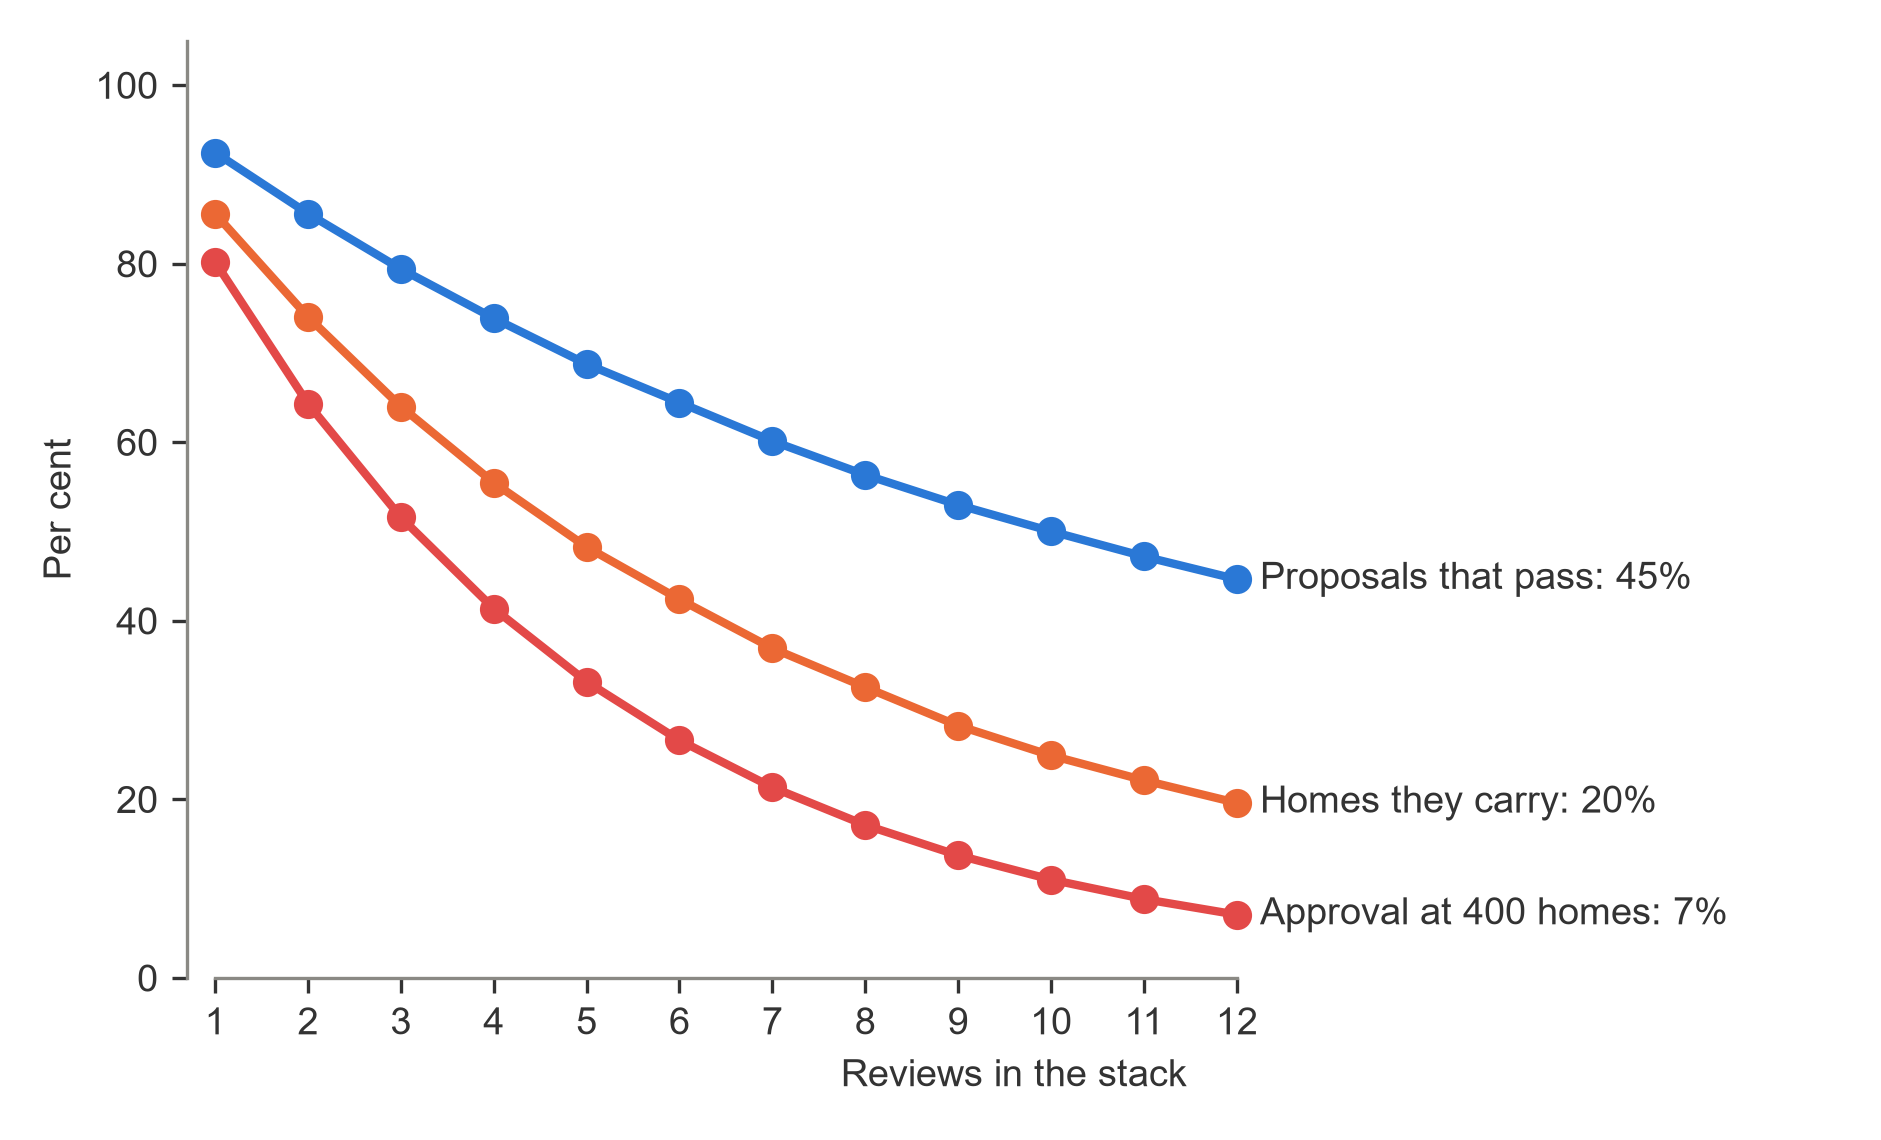 100
80
60
40
20
0
Per cent
Proposals that pass: 45%
Homes they carry: 20%
Approval at 400 homes: 7%
1 2 3 4 5 6 7 8 9 10 11 12
Reviews in the stack